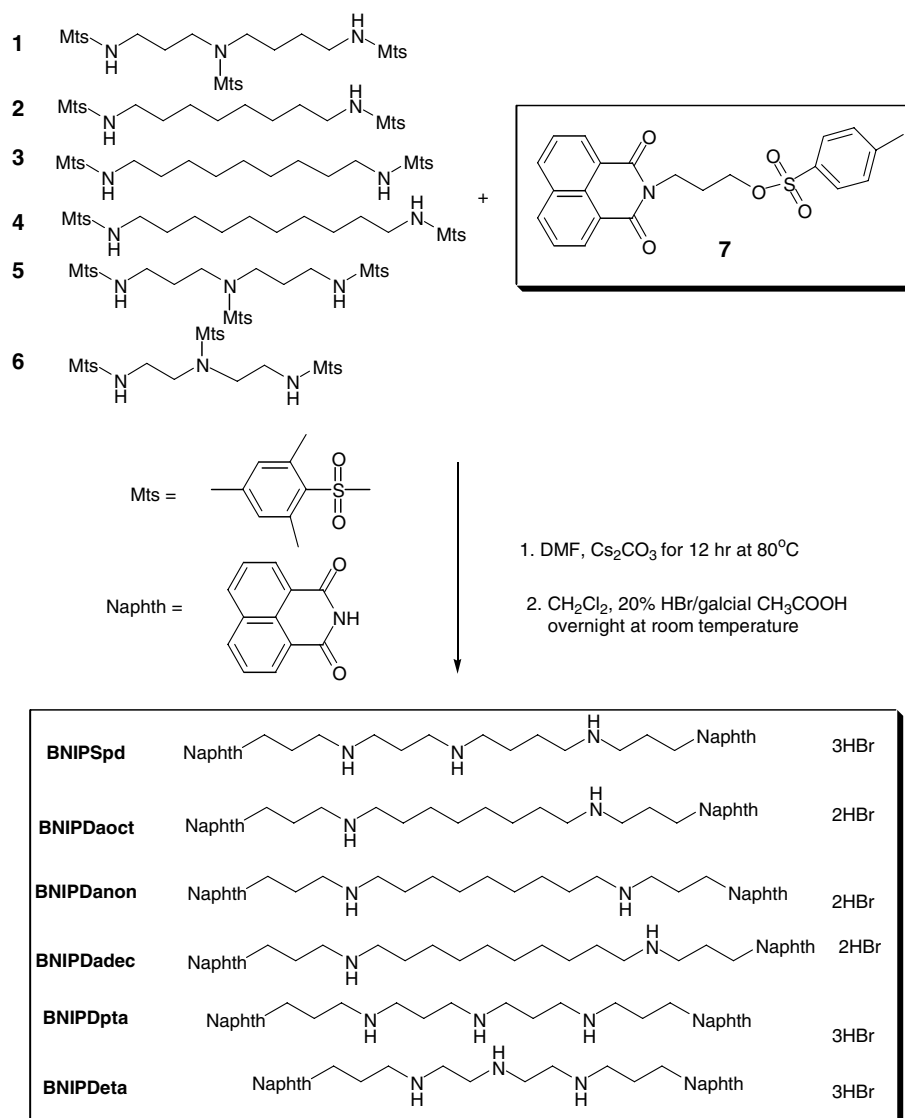 1 Mts N H N Mts H N Mts
2 Mts N H H N Mts
3 Mts N H H N Mts
4 Mts N H H N Mts
5 Mts N H N Mts N H Mts
6 Mts N H Mts N N H Mts
+
O N O O S O O
7
Mts = O S O
Naphth = O NH O
1. DMF, Cs2CO3 for 12 hr at 80oC
2. CH2Cl2, 20% HBr/galcial CH3COOH
overnight at room temperature
BNIPSpd Naphth N H N H H N Naphth 3HBr
BNIPDaoct Naphth N H H N Naphth 2HBr
BNIPDanon Naphth N H N H Naphth 2HBr
BNIPDadec Naphth N H H N Naphth 2HBr
BNIPDpta Naphth N H N H N H Naphth 3HBr
BNIPDeta Naphth N H H N N H Naphth 3HBr